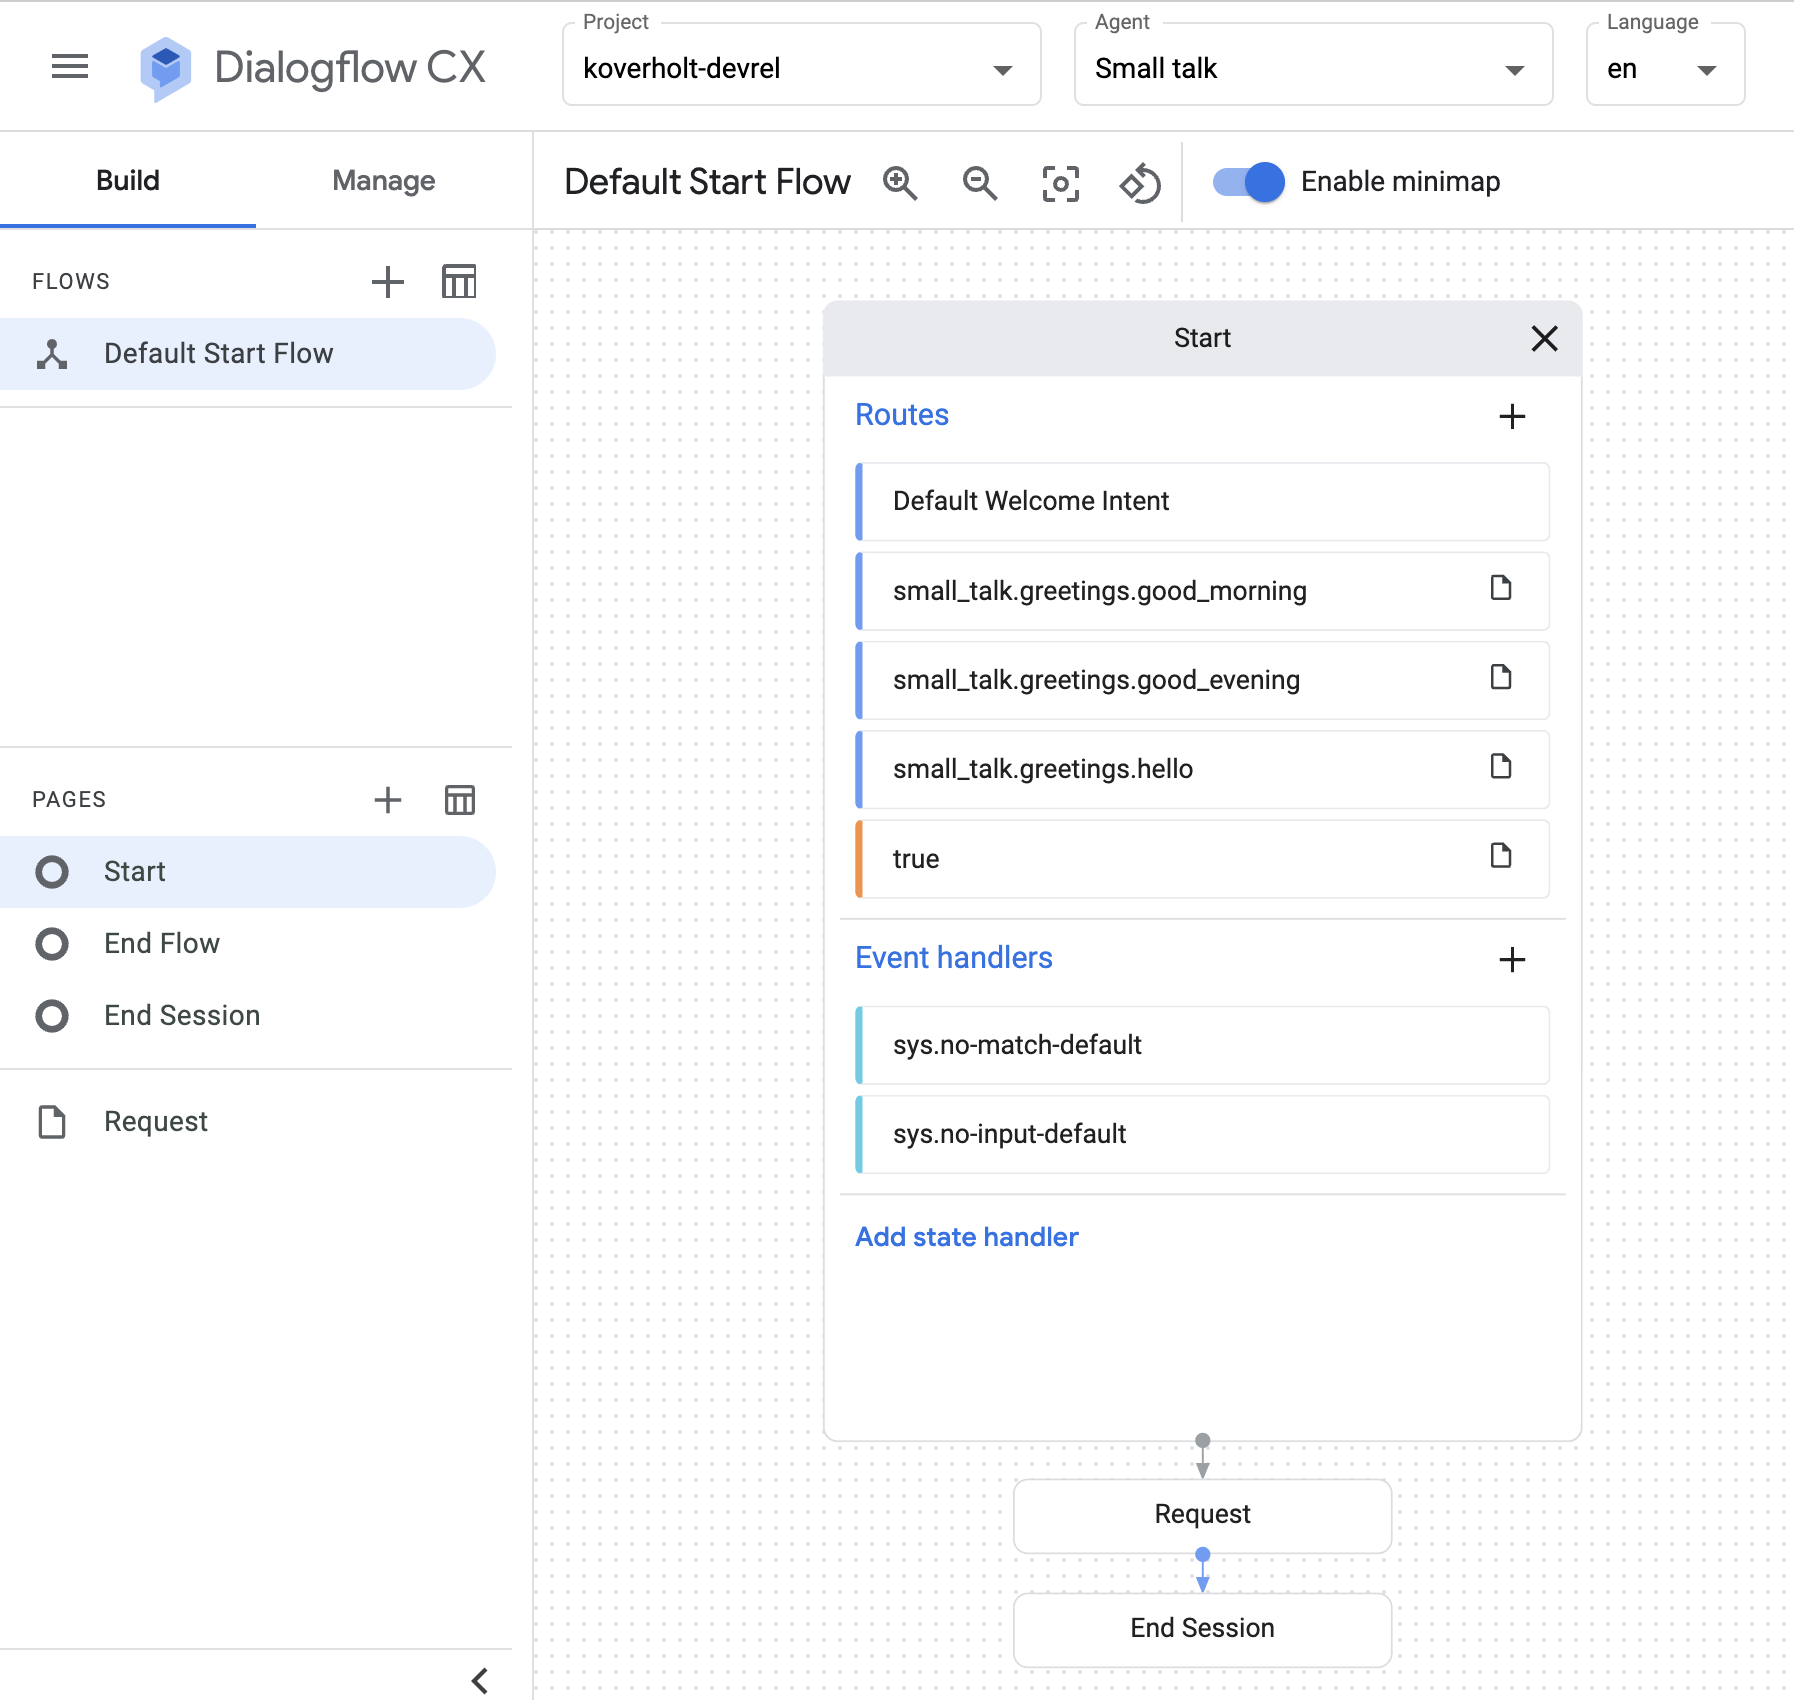 Project
Agent
Language
Dialogflow CX
koverholt-devrel
Small talk
en
Build
Manage
Default Start Flow
Enable minimap
FLOWS
Default Start Flow
PAGES
Start
End Flow
End Session
Request
Start
Routes
Default Welcome Intent
small_talk.greetings.good_morning
small_talk.greetings.good_evening
small_talk.greetings.hello
true
Event handlers
sys.no-match-default
sys.no-input-default
Add state handler
Request
End Session